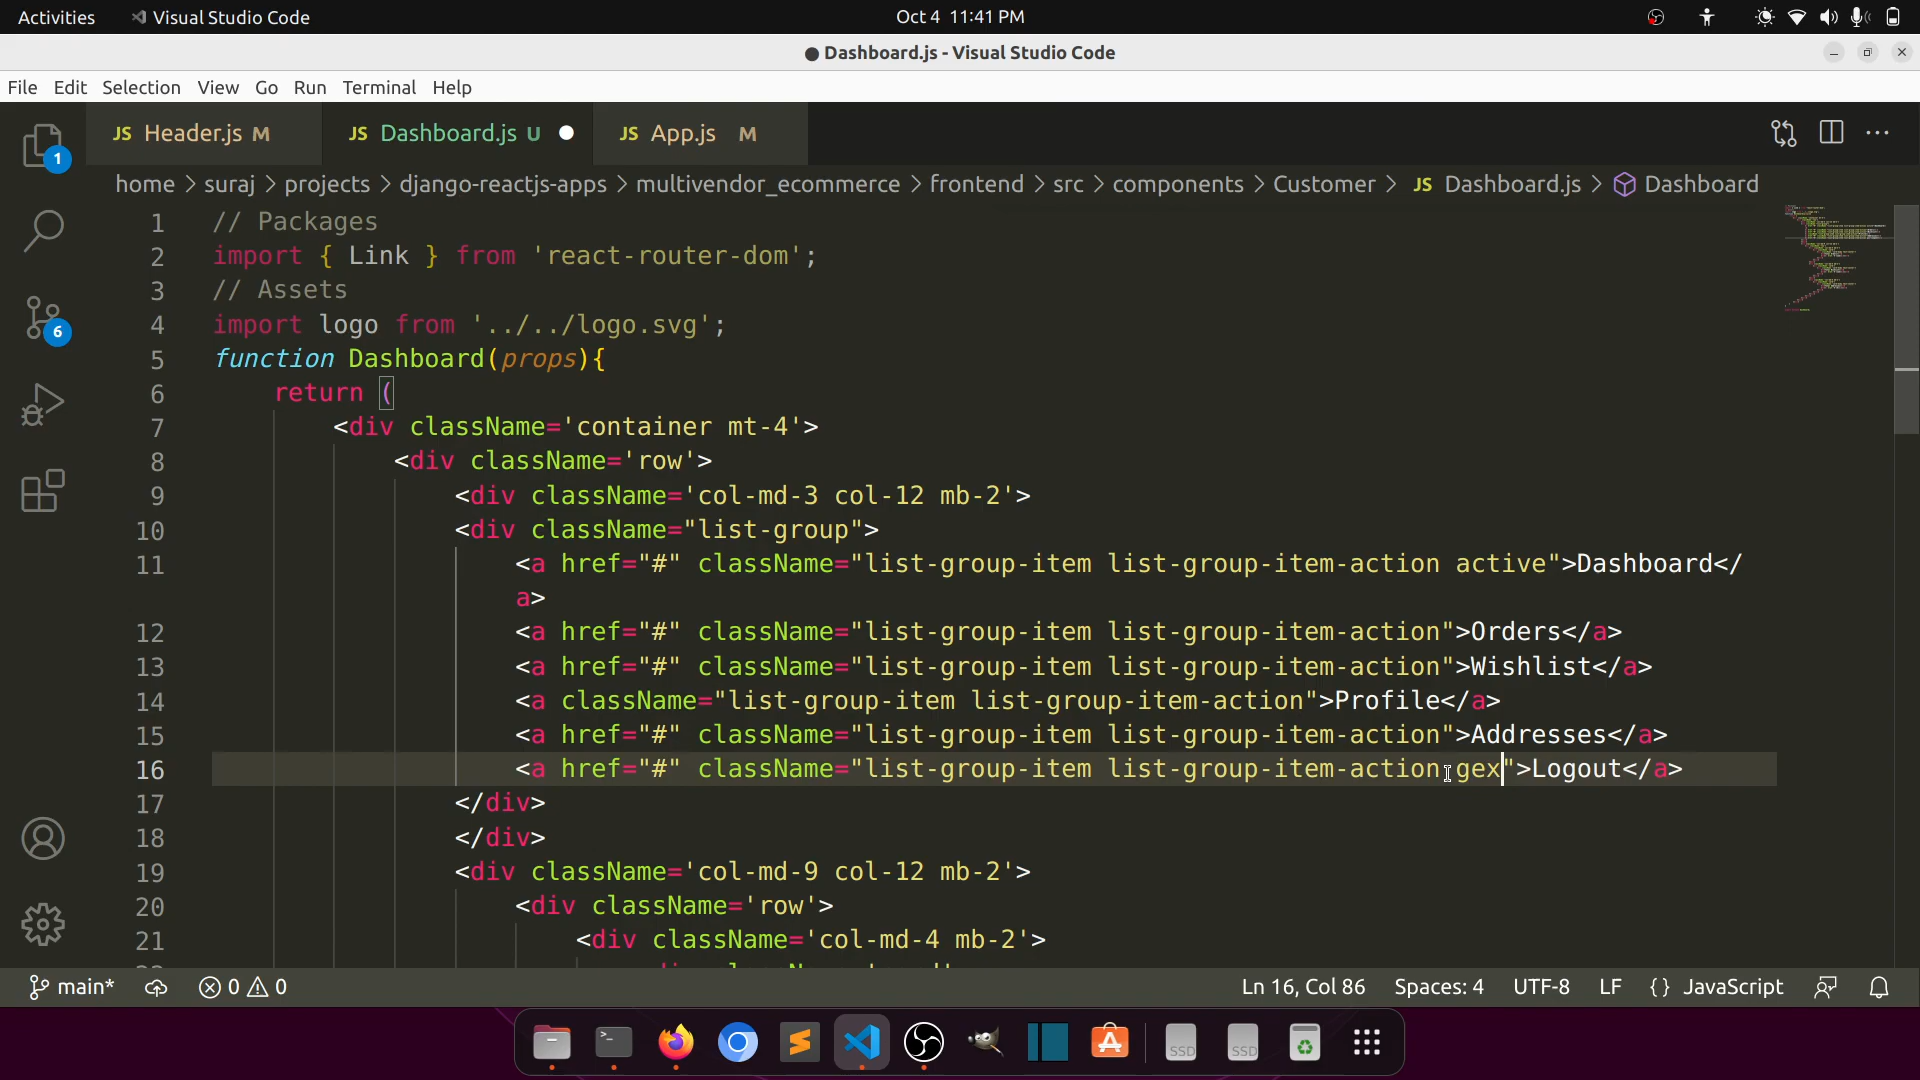 Activities
Visual Studio Code
Oct 4 11:41 PM
Dashboard.js - Visual Studio Code
File Edit Selection View Go Run Terminal Help
JS Header.js M
JS Dashboard.js U
JS App.js M
home > suraj > projects > django-reactjs-apps > multivendor_ecommerce > frontend > src > components > Customer > JS Dashboard.js > Dashboard
1 // Packages
2 import { Link } from 'react-router-dom';
3 // Assets
4 import logo from '../../logo.svg';
5 function Dashboard(props){
6 return (
7 <div className='container mt-4'>
8 <div className='row'>
9 <div className='col-md-3 col-12 mb-2'>
10 <div className="list-group">
11 <a href="#" className="list-group-item list-group-item-action active">Dashboard</
a>
12 <a href="#" className="list-group-item list-group-item-action">Orders</a>
13 <a href="#" className="list-group-item list-group-item-action">Wishlist</a>
14 <a className="list-group-item list-group-item-action">Profile</a>
15 <a href="#" className="list-group-item list-group-item-action">Addresses</a>
16 <a href="#" className="list-group-item list-group-item-action gex">Logout</a>
17 </div>
18 </div>
19 <div className='col-md-9 col-12 mb-2'>
20 <div className='row'>
21 <div className='col-md-4 mb-2'>
1
6
main* 0 0 Ln 16, Col 86 Spaces: 4 UTF-8 LF {} JavaScript
SSD
SSD